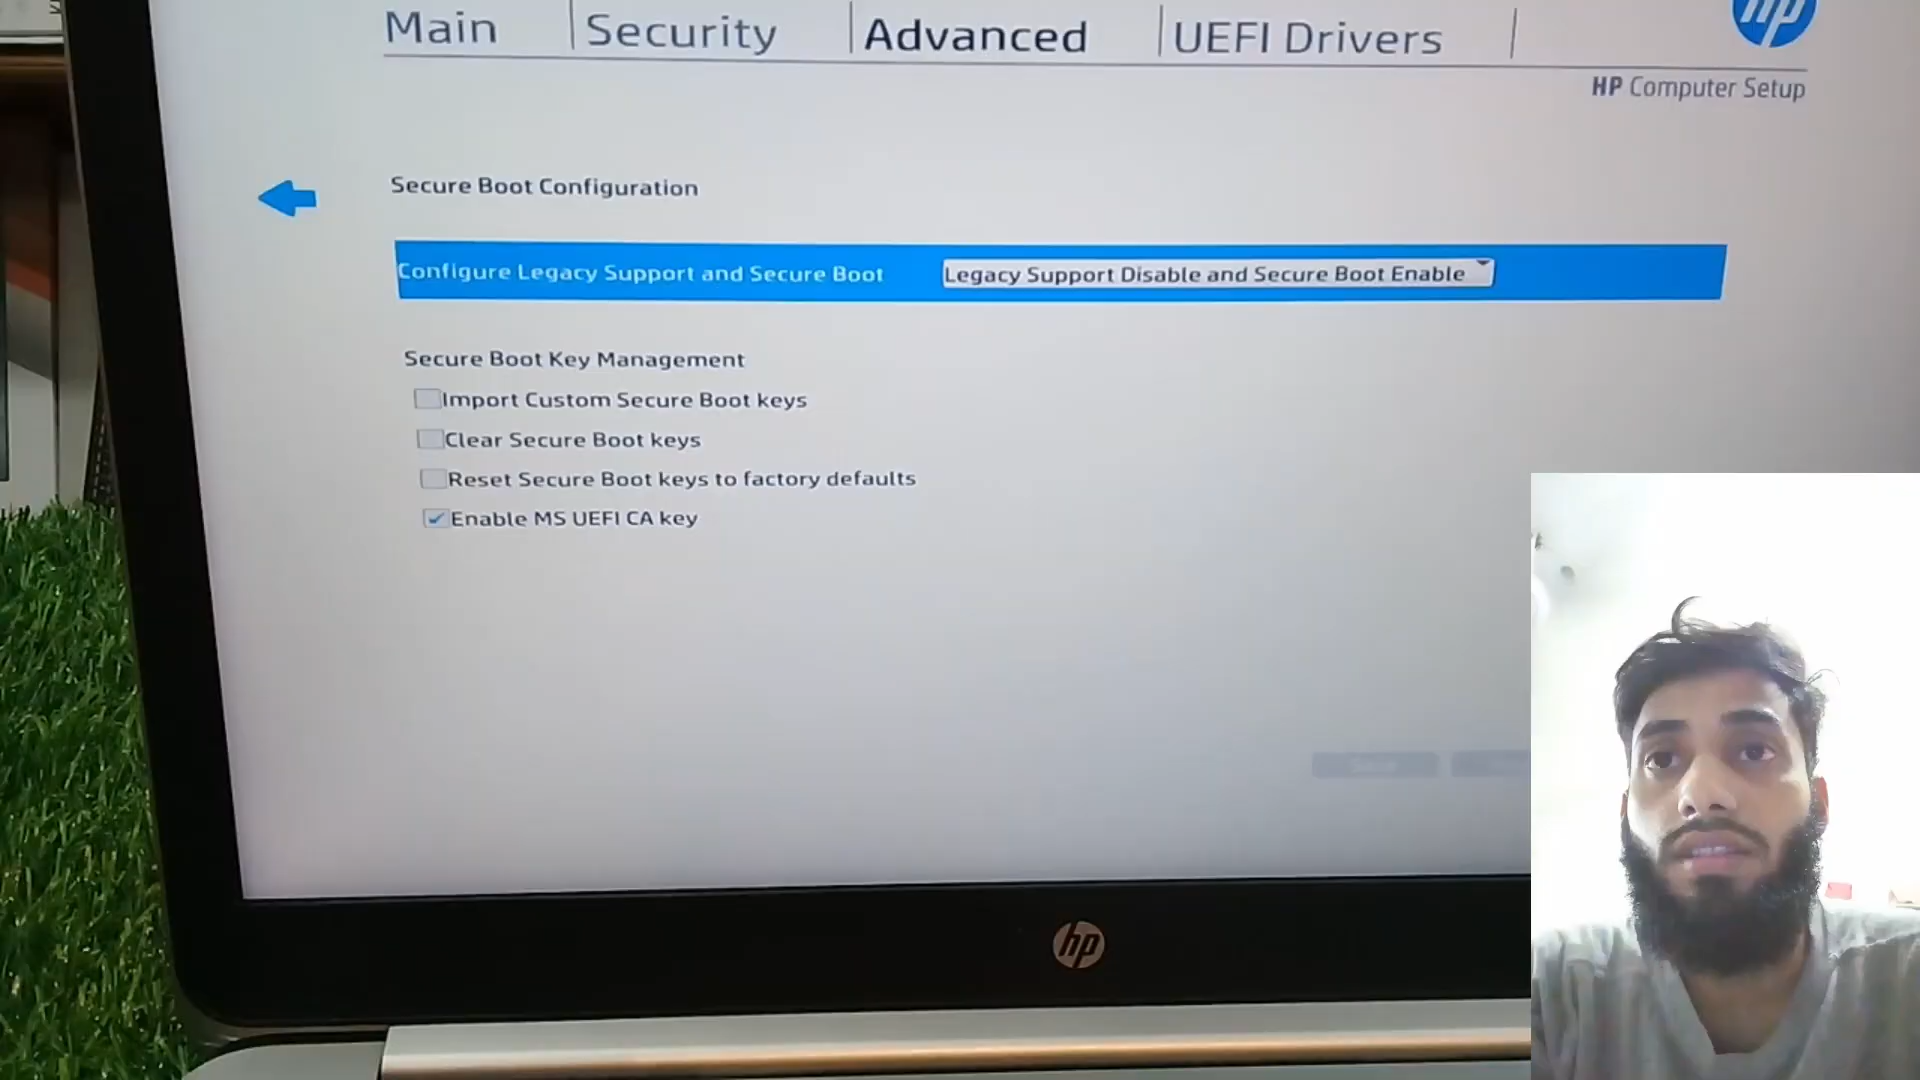 Main
Security
Advanced
UEFI Drivers
hp
HP Computer Setup
Secure Boot Configuration
Configure Legacy Support and Secure Boot
Legacy Support Disable and Secure Boot Enable
Secure Boot Key Management
Import Custom Secure Boot keys
Clear Secure Boot keys
Reset Secure Boot keys to factory defaults
Enable MS UEFI CA key
hp